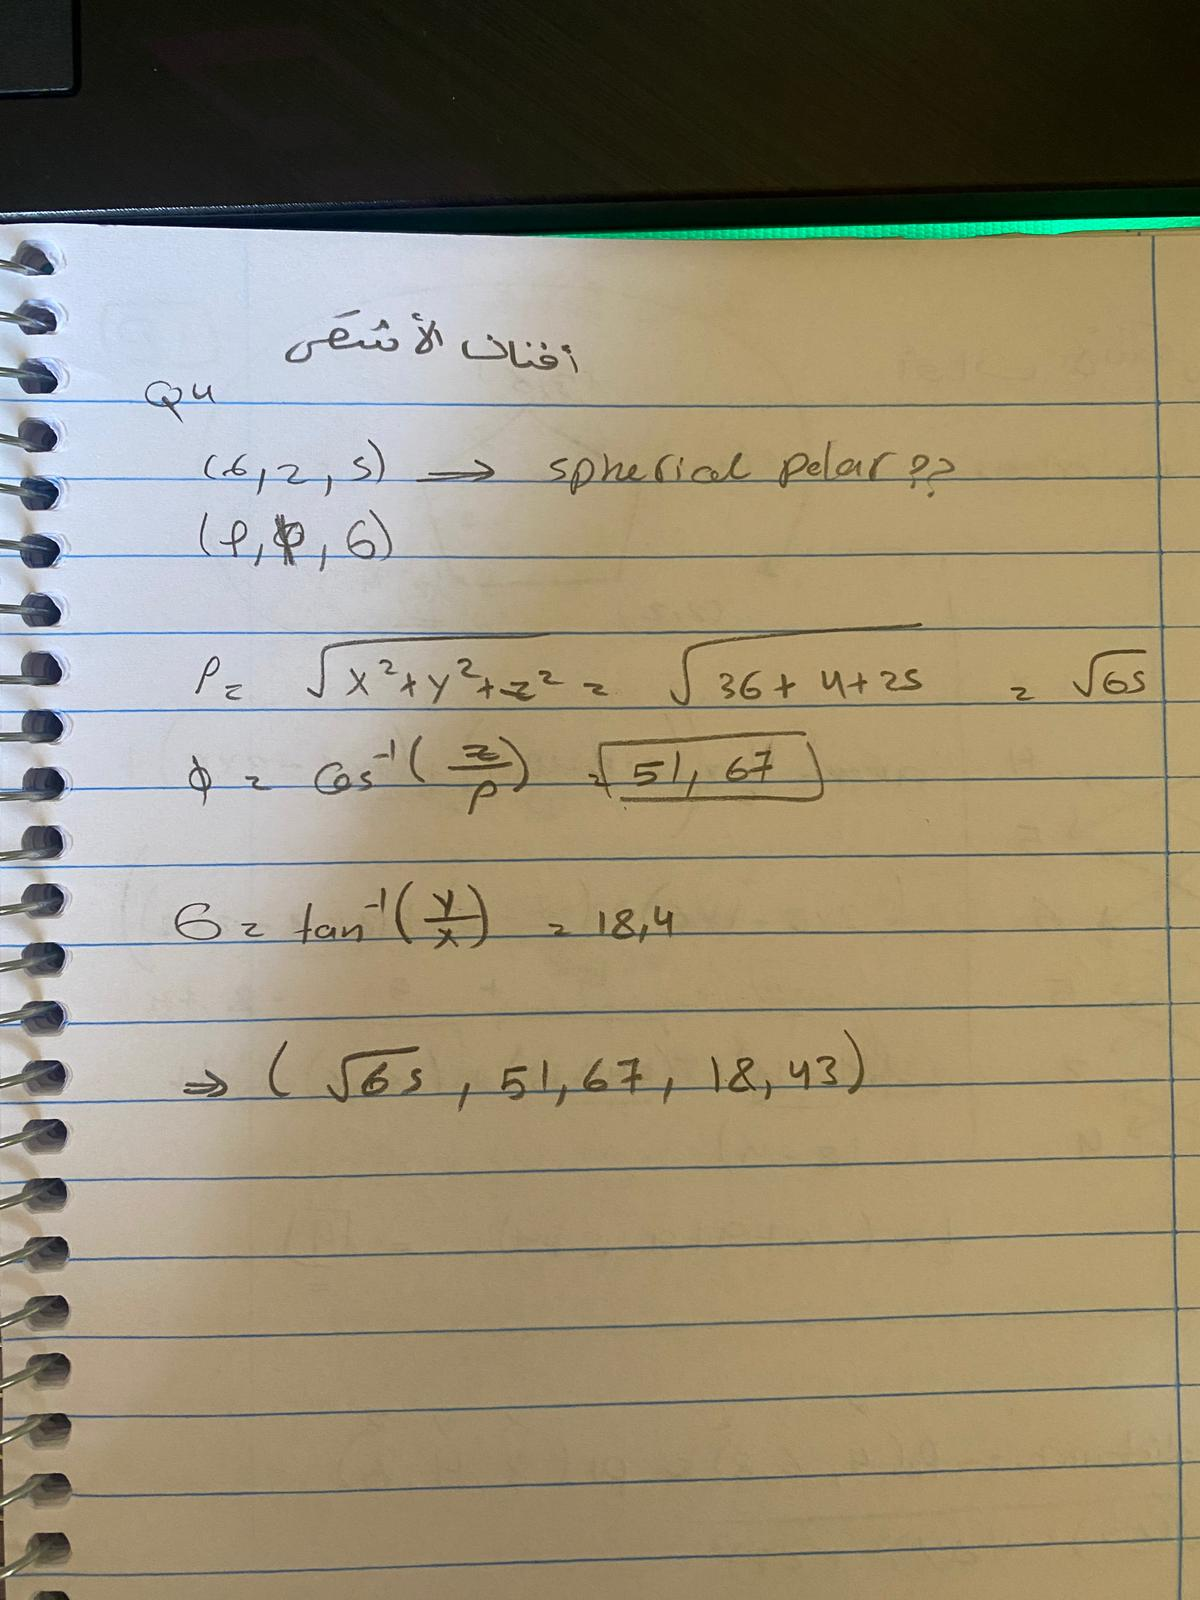 أفنان الأشقر
Q4
(6, 2, 5) ⇒ spherical pelar ??
(ρ, φ, θ)
ρ = √x²+y²+z² = √36+4+25 = √65
ϕ = Cos⁻¹(z/ρ) = 51,67
θ = tan⁻¹(y/x) = 18,4
⇒ (√65, 51,67, 18,43)